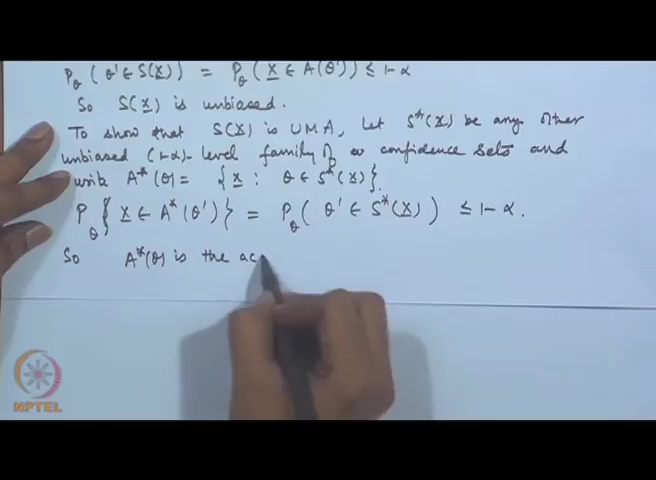 P_θ ( θ' ∈ S(X) ) = P_θ ( X ∈ A(θ') ) ≤ 1-α
So S(X) is unbiased.
To show that S(X) is UMA, let S*(X) be any other
unbiased (1-α)-level family of confidence sets and
write A*(θ) = { x : θ ∈ S*(x) }.
P_θ { X ∈ A*(θ') } = P_θ ( θ' ∈ S*(X) ) ≤ 1-α.
So A*(θ) is the ac
NPTEL